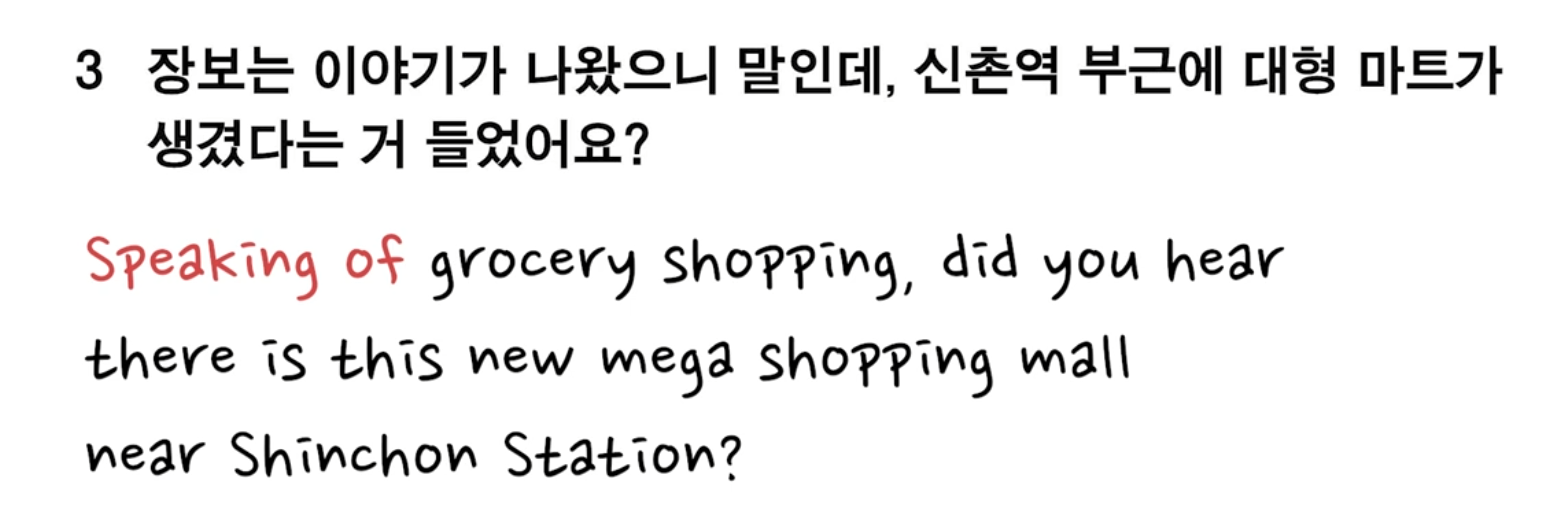 3 장보는 이야기가 나왔으니 말인데, 신촌역 부근에 대형 마트가
생겼다는 거 들었어요?
Speaking of grocery shopping, did you hear
there is this new mega shopping mall
near Shinchon Station?